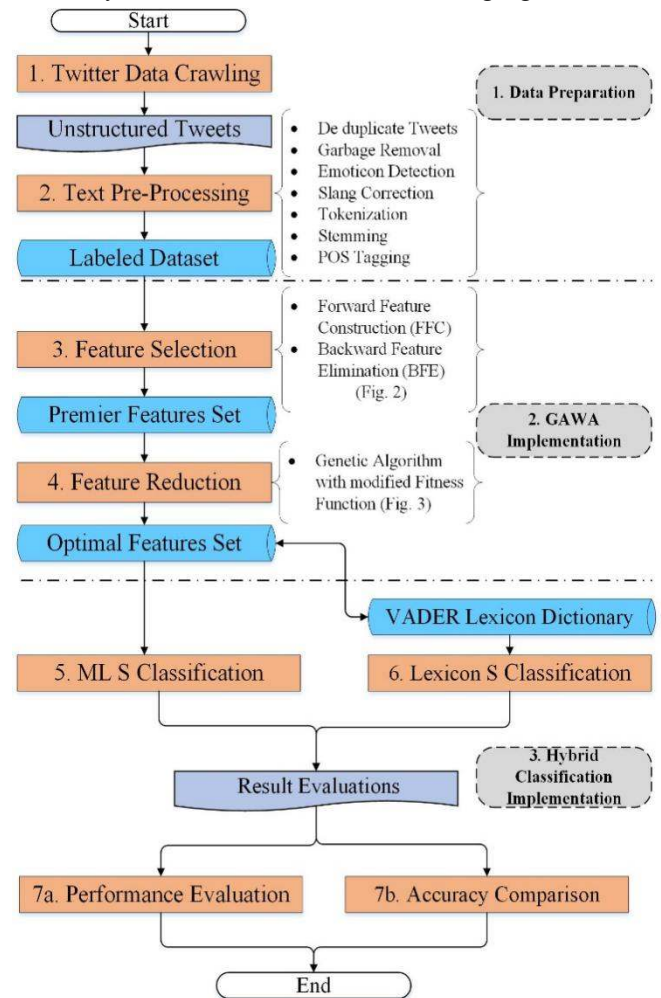 Start
1. Twitter Data Crawling
1. Data Preparation
Unstructured Tweets
• De duplicate Tweets
• Garbage Removal
• Emoticon Detection
2. Text Pre-Processing
• Slang Correction
• Tokenization
• Stemming
• POS Tagging
Labeled Dataset
• Forward Feature
Construction (FFC)
3. Feature Selection
• Backward Feature
Elimination (BFE)
(Fig. 2)
Premier Features Set
2. GAWA
Implementation
4. Feature Reduction
• Genetic Algorithm
with modified Fitness
Function (Fig. 3)
Optimal Features Set
VADER Lexicon Dictionary
5. ML S Classification
6. Lexicon S Classification
3. Hybrid
Classification
Implementation
Result Evaluations
7a. Performance Evaluation
7b. Accuracy Comparison
End